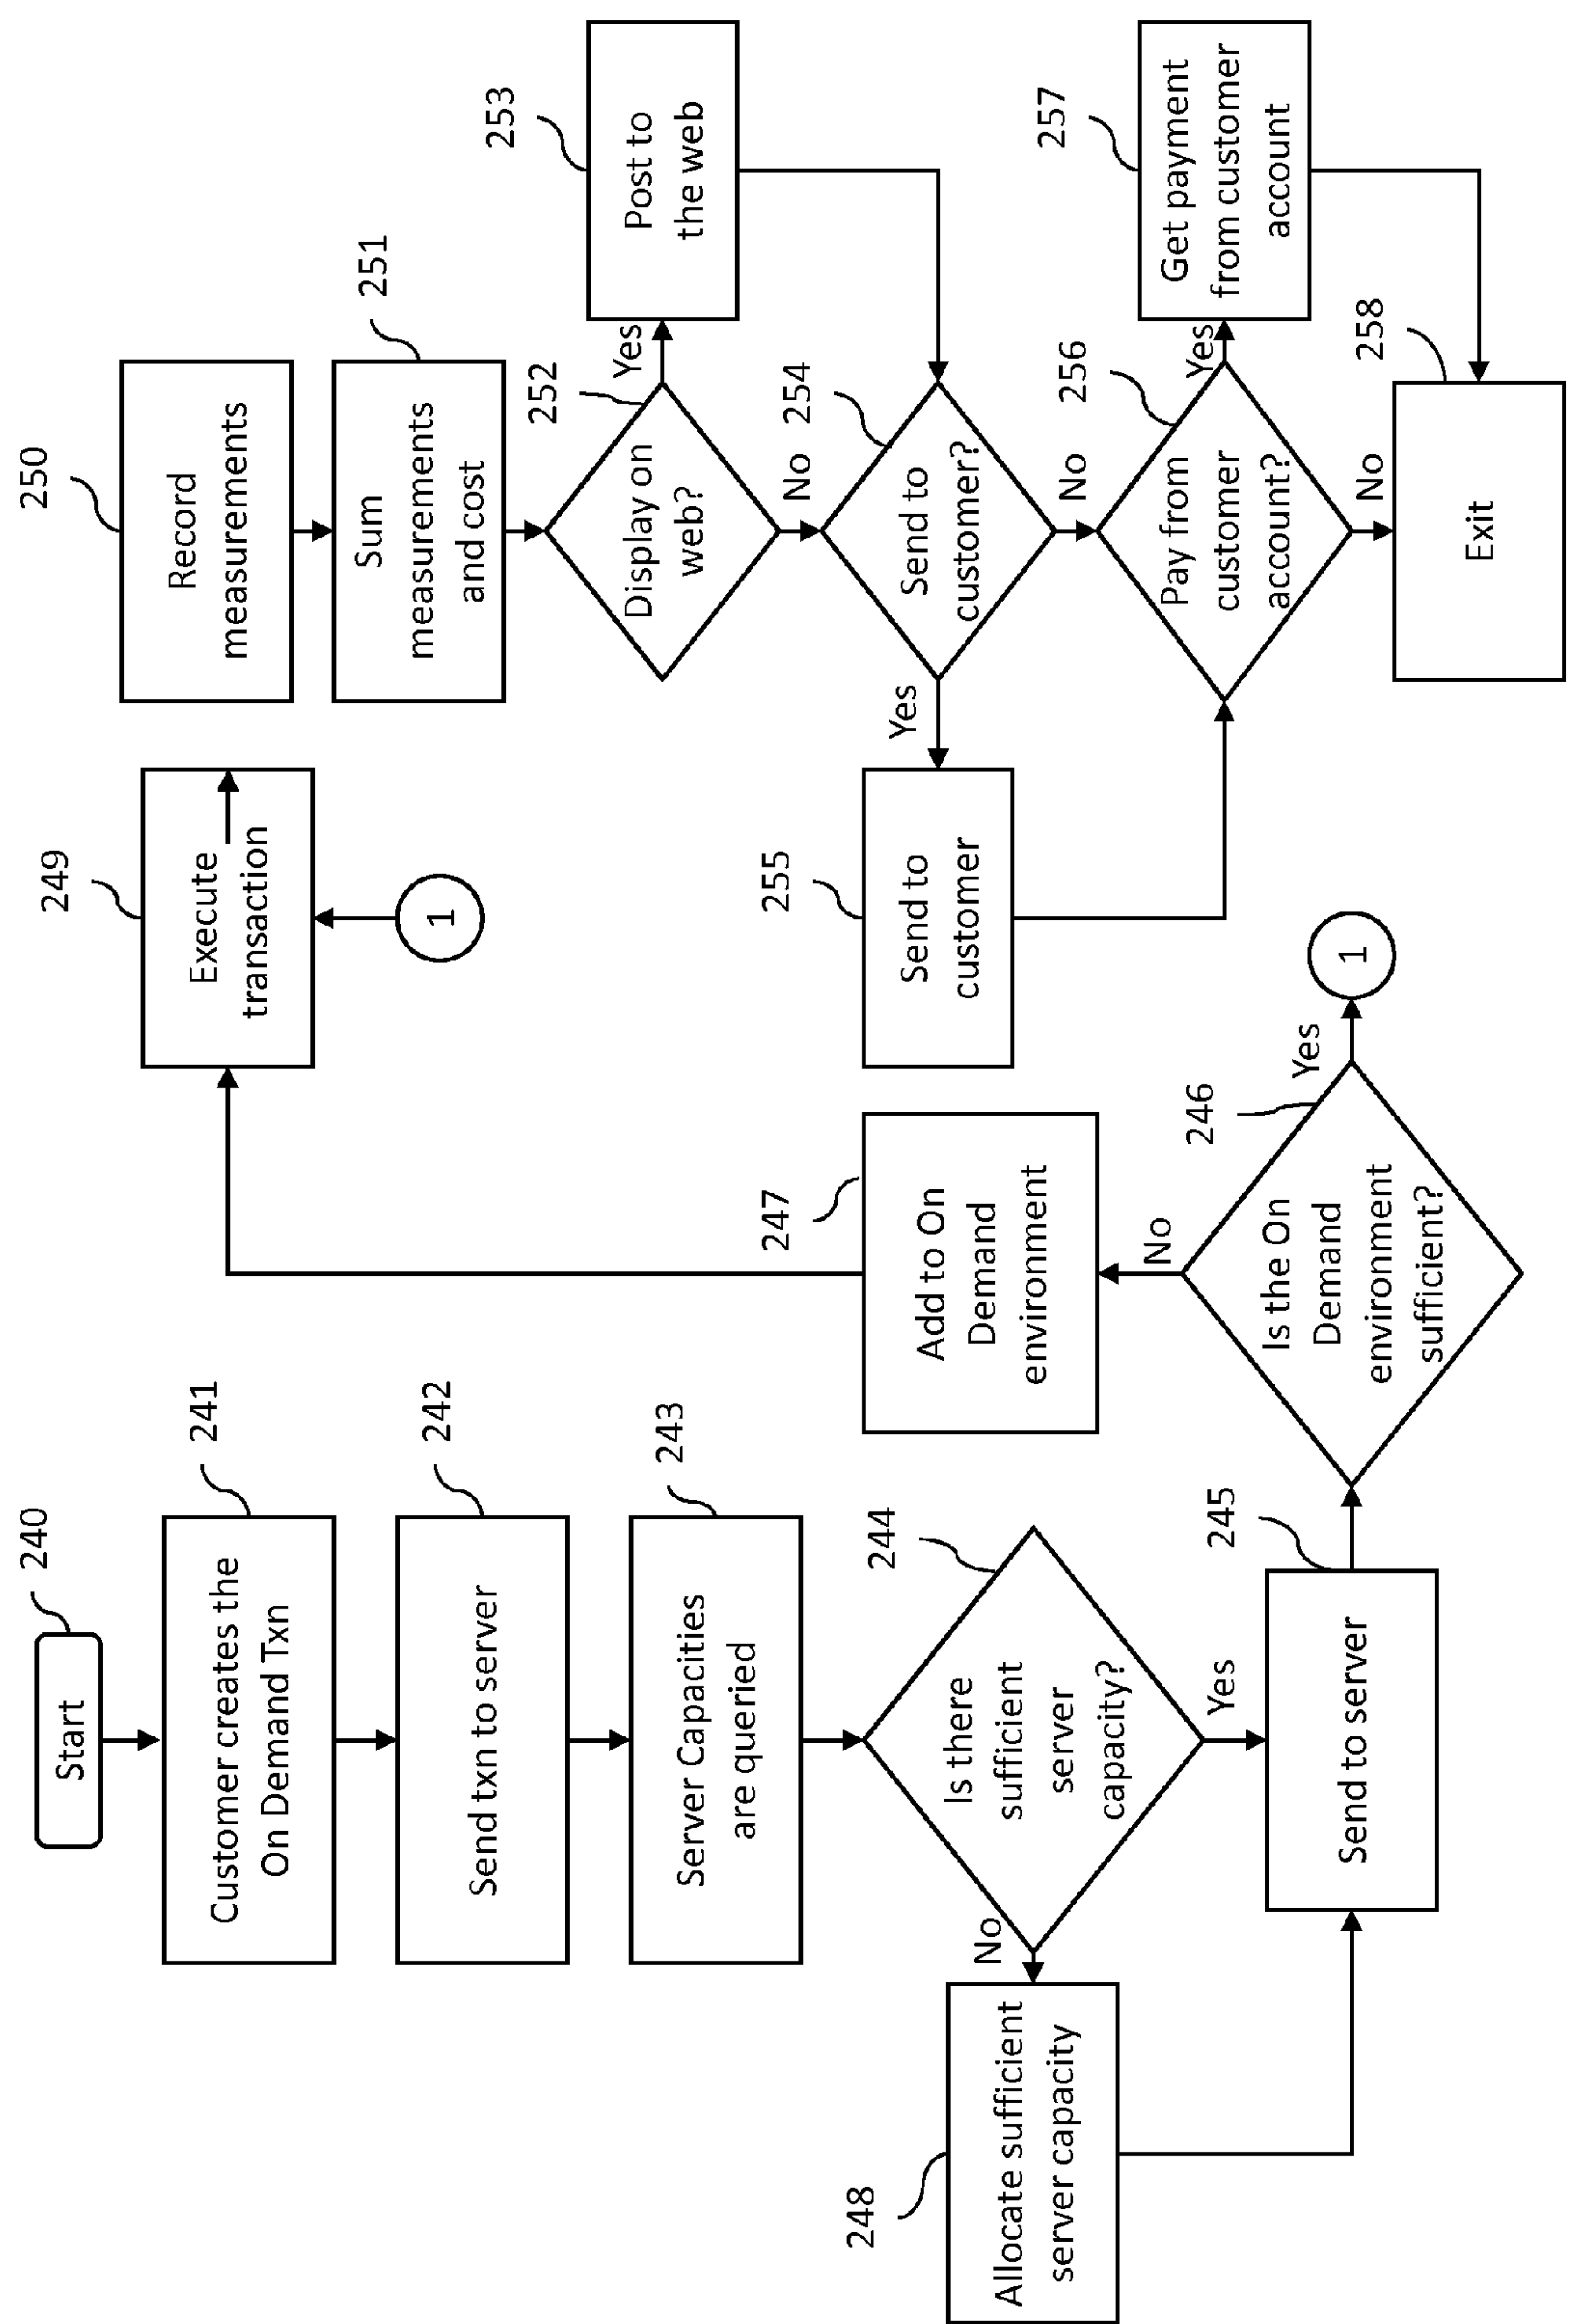 240
Start
241
Customer creates the
On Demand Txn
242
Send txn to server
243
Server Capacities
are queried
244
Is there
sufficient
server
capacity?
No
Yes
248
Allocate sufficient
server capacity
245
Send to server
246
Is the On
Demand
environment
sufficient?
No
Yes
1
247
Add to On
Demand
environment
249
Execute
transaction
1
250
Record
measurements
251
Sum
measurements
and cost
252
Display on
web?
Yes
No
253
Post to
the web
254
Send to
customer?
Yes
No
255
Send to
customer
256
Pay from
customer
account?
Yes
No
257
Get payment
from customer
account
258
Exit